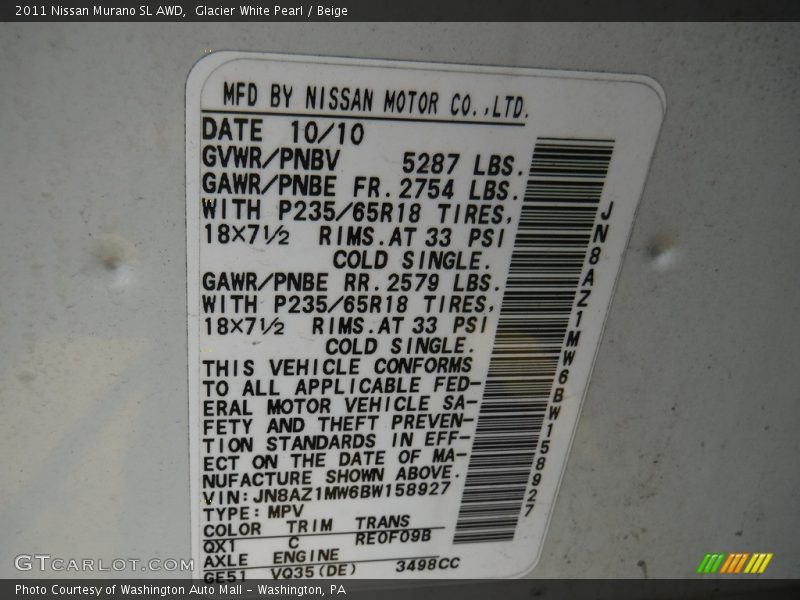 2011 Nissan Murano SL AWD,  Glacier White Pearl / Beige
MFD BY NISSAN MOTOR CO.,LTD.
DATE 10/10
GVWR/PNBV 5287 LBS.
GAWR/PNBE FR.2754 LBS.
WITH P235/65R18 TIRES,
18×7½ RIMS.AT 33 PSI
COLD SINGLE.
GAWR/PNBE RR.2579 LBS.
WITH P235/65R18 TIRES,
18×7½ RIMS.AT 33 PSI
COLD SINGLE.
THIS VEHICLE CONFORMS
TO ALL APPLICABLE FED-
ERAL MOTOR VEHICLE SA-
FETY AND THEFT PREVEN-
TION STANDARDS IN EFF-
ECT ON THE DATE OF MA-
NUFACTURE SHOWN ABOVE.
VIN:JN8AZ1MW6BW158927
TYPE:MPV
COLOR TRIM TRANS
QX1 C RE0F09B
AXLE ENGINE
GE51 VQ35(DE) 3498CC
JN8AZ1MW6BW158927
GTCARLOT.COM
Photo Courtesy of Washington Auto Mall – Washington, PA